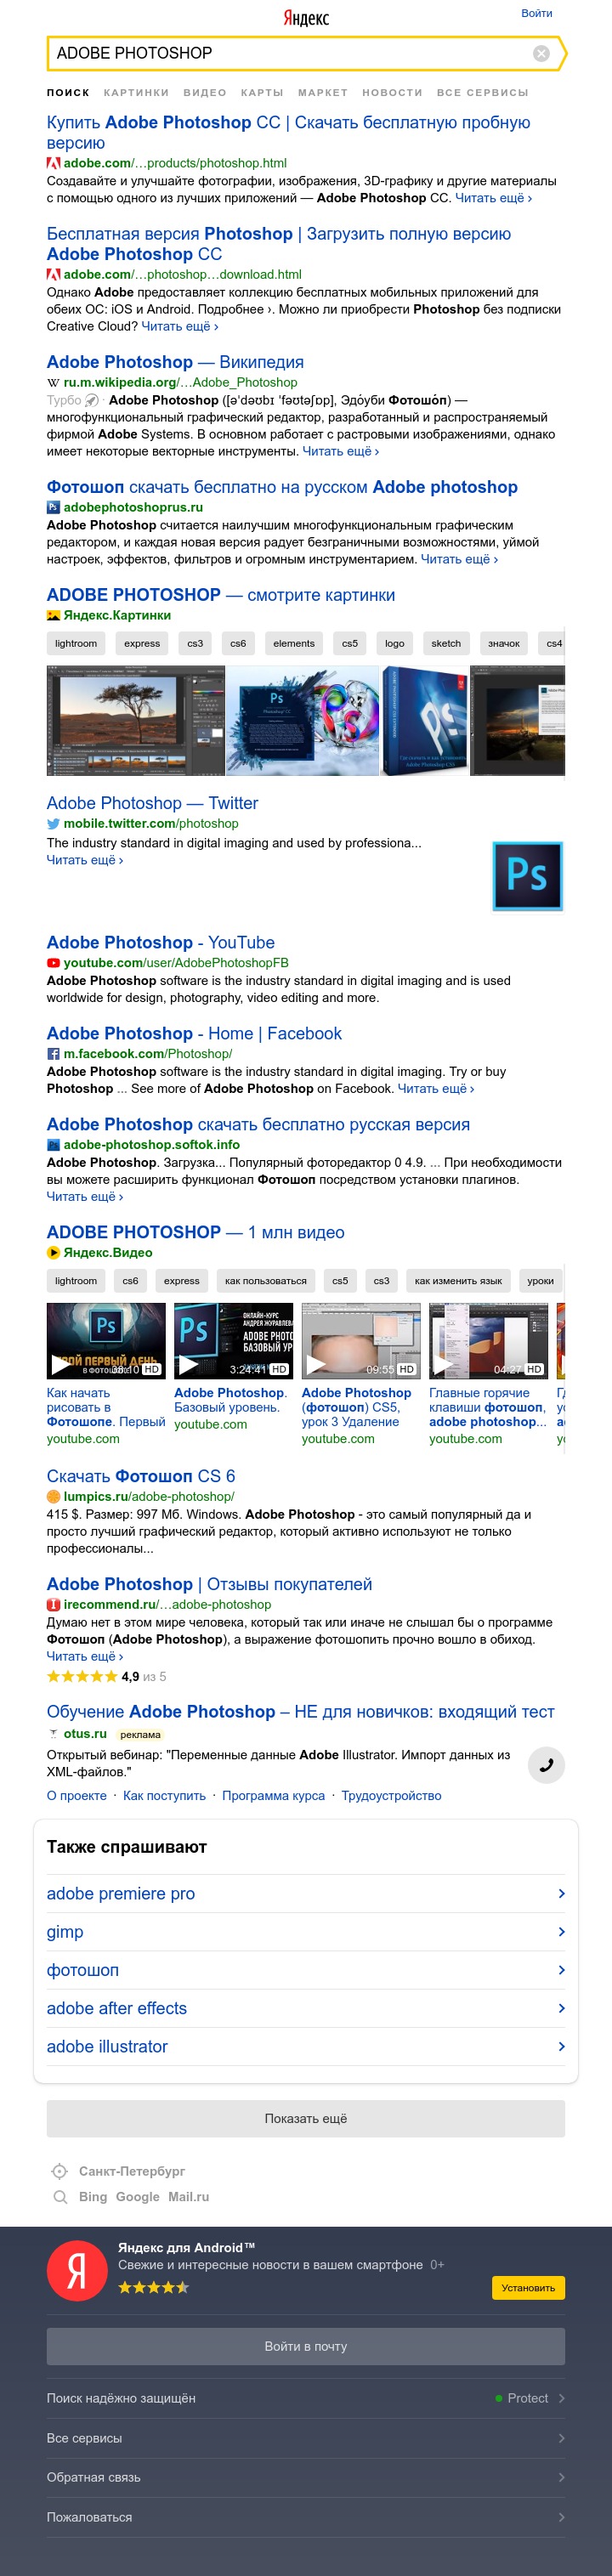 Яндекс
Войти
ADOBE PHOTOSHOP
ПОИСК КАРТИНКИ ВИДЕО КАРТЫ МАРКЕТ НОВОСТИ ВСЕ СЕРВИСЫ
Купить Adobe Photoshop CC | Скачать бесплатную пробную
версию
adobe.com/…products/photoshop.html
Создавайте и улучшайте фотографии, изображения, 3D-графику и другие материалы
с помощью одного из лучших приложений — Adobe Photoshop CC. Читать ещё ›
Бесплатная версия Photoshop | Загрузить полную версию
Adobe Photoshop CC
adobe.com/…photoshop…download.html
Однако Adobe предоставляет коллекцию бесплатных мобильных приложений для
обеих ОС: iOS и Android. Подробнее ›. Можно ли приобрести Photoshop без подписки
Creative Cloud? Читать ещё ›
Adobe Photoshop — Википедия
ru.m.wikipedia.org/…Adobe_Photoshop
Турбо · Adobe Photoshop ([ə'dəʊbɪ 'fəʊtəʃɒp], Эдо́уби Фотошо́п) —
многофункциональный графический редактор, разработанный и распространяемый
фирмой Adobe Systems. В основном работает с растровыми изображениями, однако
имеет некоторые векторные инструменты. Читать ещё ›
Фотошоп скачать бесплатно на русском Adobe photoshop
adobephotoshoprus.ru
Adobe Photoshop считается наилучшим многофункциональным графическим
редактором, и каждая новая версия радует безграничными возможностями, уймой
настроек, эффектов, фильтров и огромным инструментарием. Читать ещё ›
ADOBE PHOTOSHOP — смотрите картинки
Яндекс.Картинки
lightroom express cs3 cs6 elements cs5 logo sketch значок cs4
Adobe Photoshop — Twitter
mobile.twitter.com/photoshop
The industry standard in digital imaging and used by professiona...
Читать ещё ›
Ps
Adobe Photoshop - YouTube
youtube.com/user/AdobePhotoshopFB
Adobe Photoshop software is the industry standard in digital imaging and is used
worldwide for design, photography, video editing and more.
Adobe Photoshop - Home | Facebook
m.facebook.com/Photoshop/
Adobe Photoshop software is the industry standard in digital imaging. Try or buy
Photoshop ... See more of Adobe Photoshop on Facebook. Читать ещё ›
Adobe Photoshop скачать бесплатно русская версия
adobe-photoshop.softok.info
Adobe Photoshop. Загрузка... Популярный фоторедактор 0 4.9. ... При необходимости
вы можете расширить функционал Фотошоп посредством установки плагинов.
Читать ещё ›
ADOBE PHOTOSHOP — 1 млн видео
Яндекс.Видео
lightroom cs6 express как пользоваться cs5 cs3 как изменить язык уроки
38:10 HD 3:24:41 HD 09:55 HD 04:27 HD
Как начать
рисовать в
Фотошопе. Первый
youtube.com
Adobe Photoshop.
Базовый уровень.
youtube.com
Adobe Photoshop
(фотошоп) CS5,
урок 3 Удаление
youtube.com
Главные горячие
клавиши фотошоп,
adobe photoshop...
youtube.com
Скачать Фотошоп CS 6
lumpics.ru/adobe-photoshop/
415 $. Размер: 997 Мб. Windows. Adobe Photoshop - это самый популярный да и
просто лучший графический редактор, который активно используют не только
профессионалы...
Adobe Photoshop | Отзывы покупателей
irecommend.ru/…adobe-photoshop
Думаю нет в этом мире человека, который так или иначе не слышал бы о программе
Фотошоп (Adobe Photoshop), а выражение фотошопить прочно вошло в обиход.
Читать ещё ›
4,9 из 5
Обучение Adobe Photoshop – НЕ для новичков: входящий тест
otus.ru реклама
Открытый вебинар: "Переменные данные Adobe Illustrator. Импорт данных из
XML-файлов."
О проекте · Как поступить · Программа курса · Трудоустройство
Также спрашивают
adobe premiere pro
gimp
фотошоп
adobe after effects
adobe illustrator
Показать ещё
Санкт-Петербург
Bing Google Mail.ru
Яндекс для Android™
Свежие и интересные новости в вашем смартфоне 0+
Установить
Войти в почту
Поиск надёжно защищён Protect
Все сервисы
Обратная связь
Пожаловаться